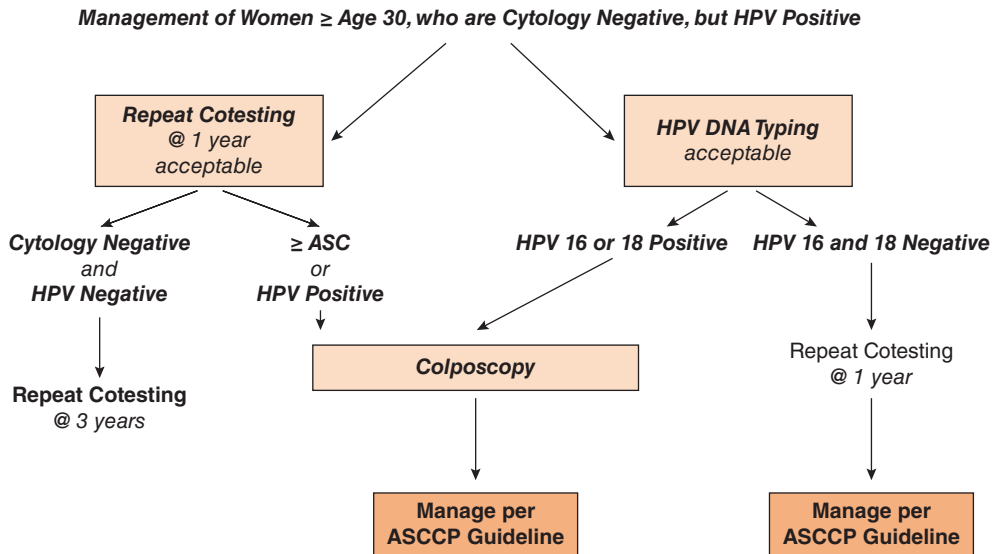 Management of Women ≥ Age 30, who are Cytology Negative, but HPV Positive
Repeat Cotesting
@ 1 year
acceptable
HPV DNA Typing
acceptable
Cytology Negative
and
HPV Negative
≥ ASC
or
HPV Positive
HPV 16 or 18 Positive
HPV 16 and 18 Negative
Repeat Cotesting
@ 3 years
Colposcopy
Repeat Cotesting
@ 1 year
Manage per
ASCCP Guideline
Manage per
ASCCP Guideline